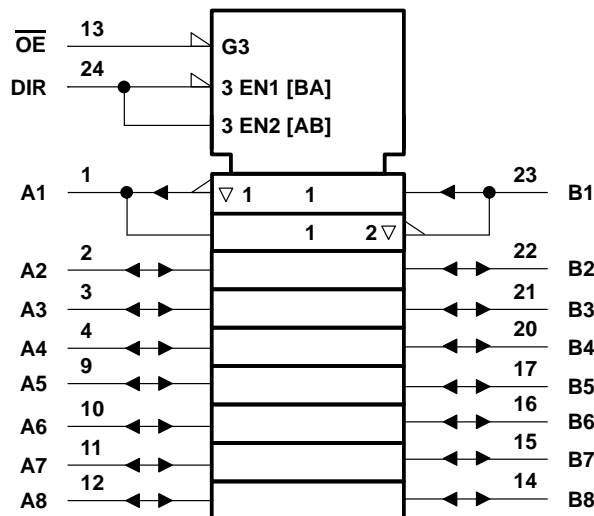 13
OE G3
24
DIR 3 EN1 [BA]
3 EN2 [AB]
1 23
A1 ▽ 1 1 B1
1 2 ▽
2 22
A2 B2
3 21
A3 B3
4 20
A4 B4
9 17
A5 B5
10 16
A6 B6
11 15
A7 B7
12 14
A8 B8